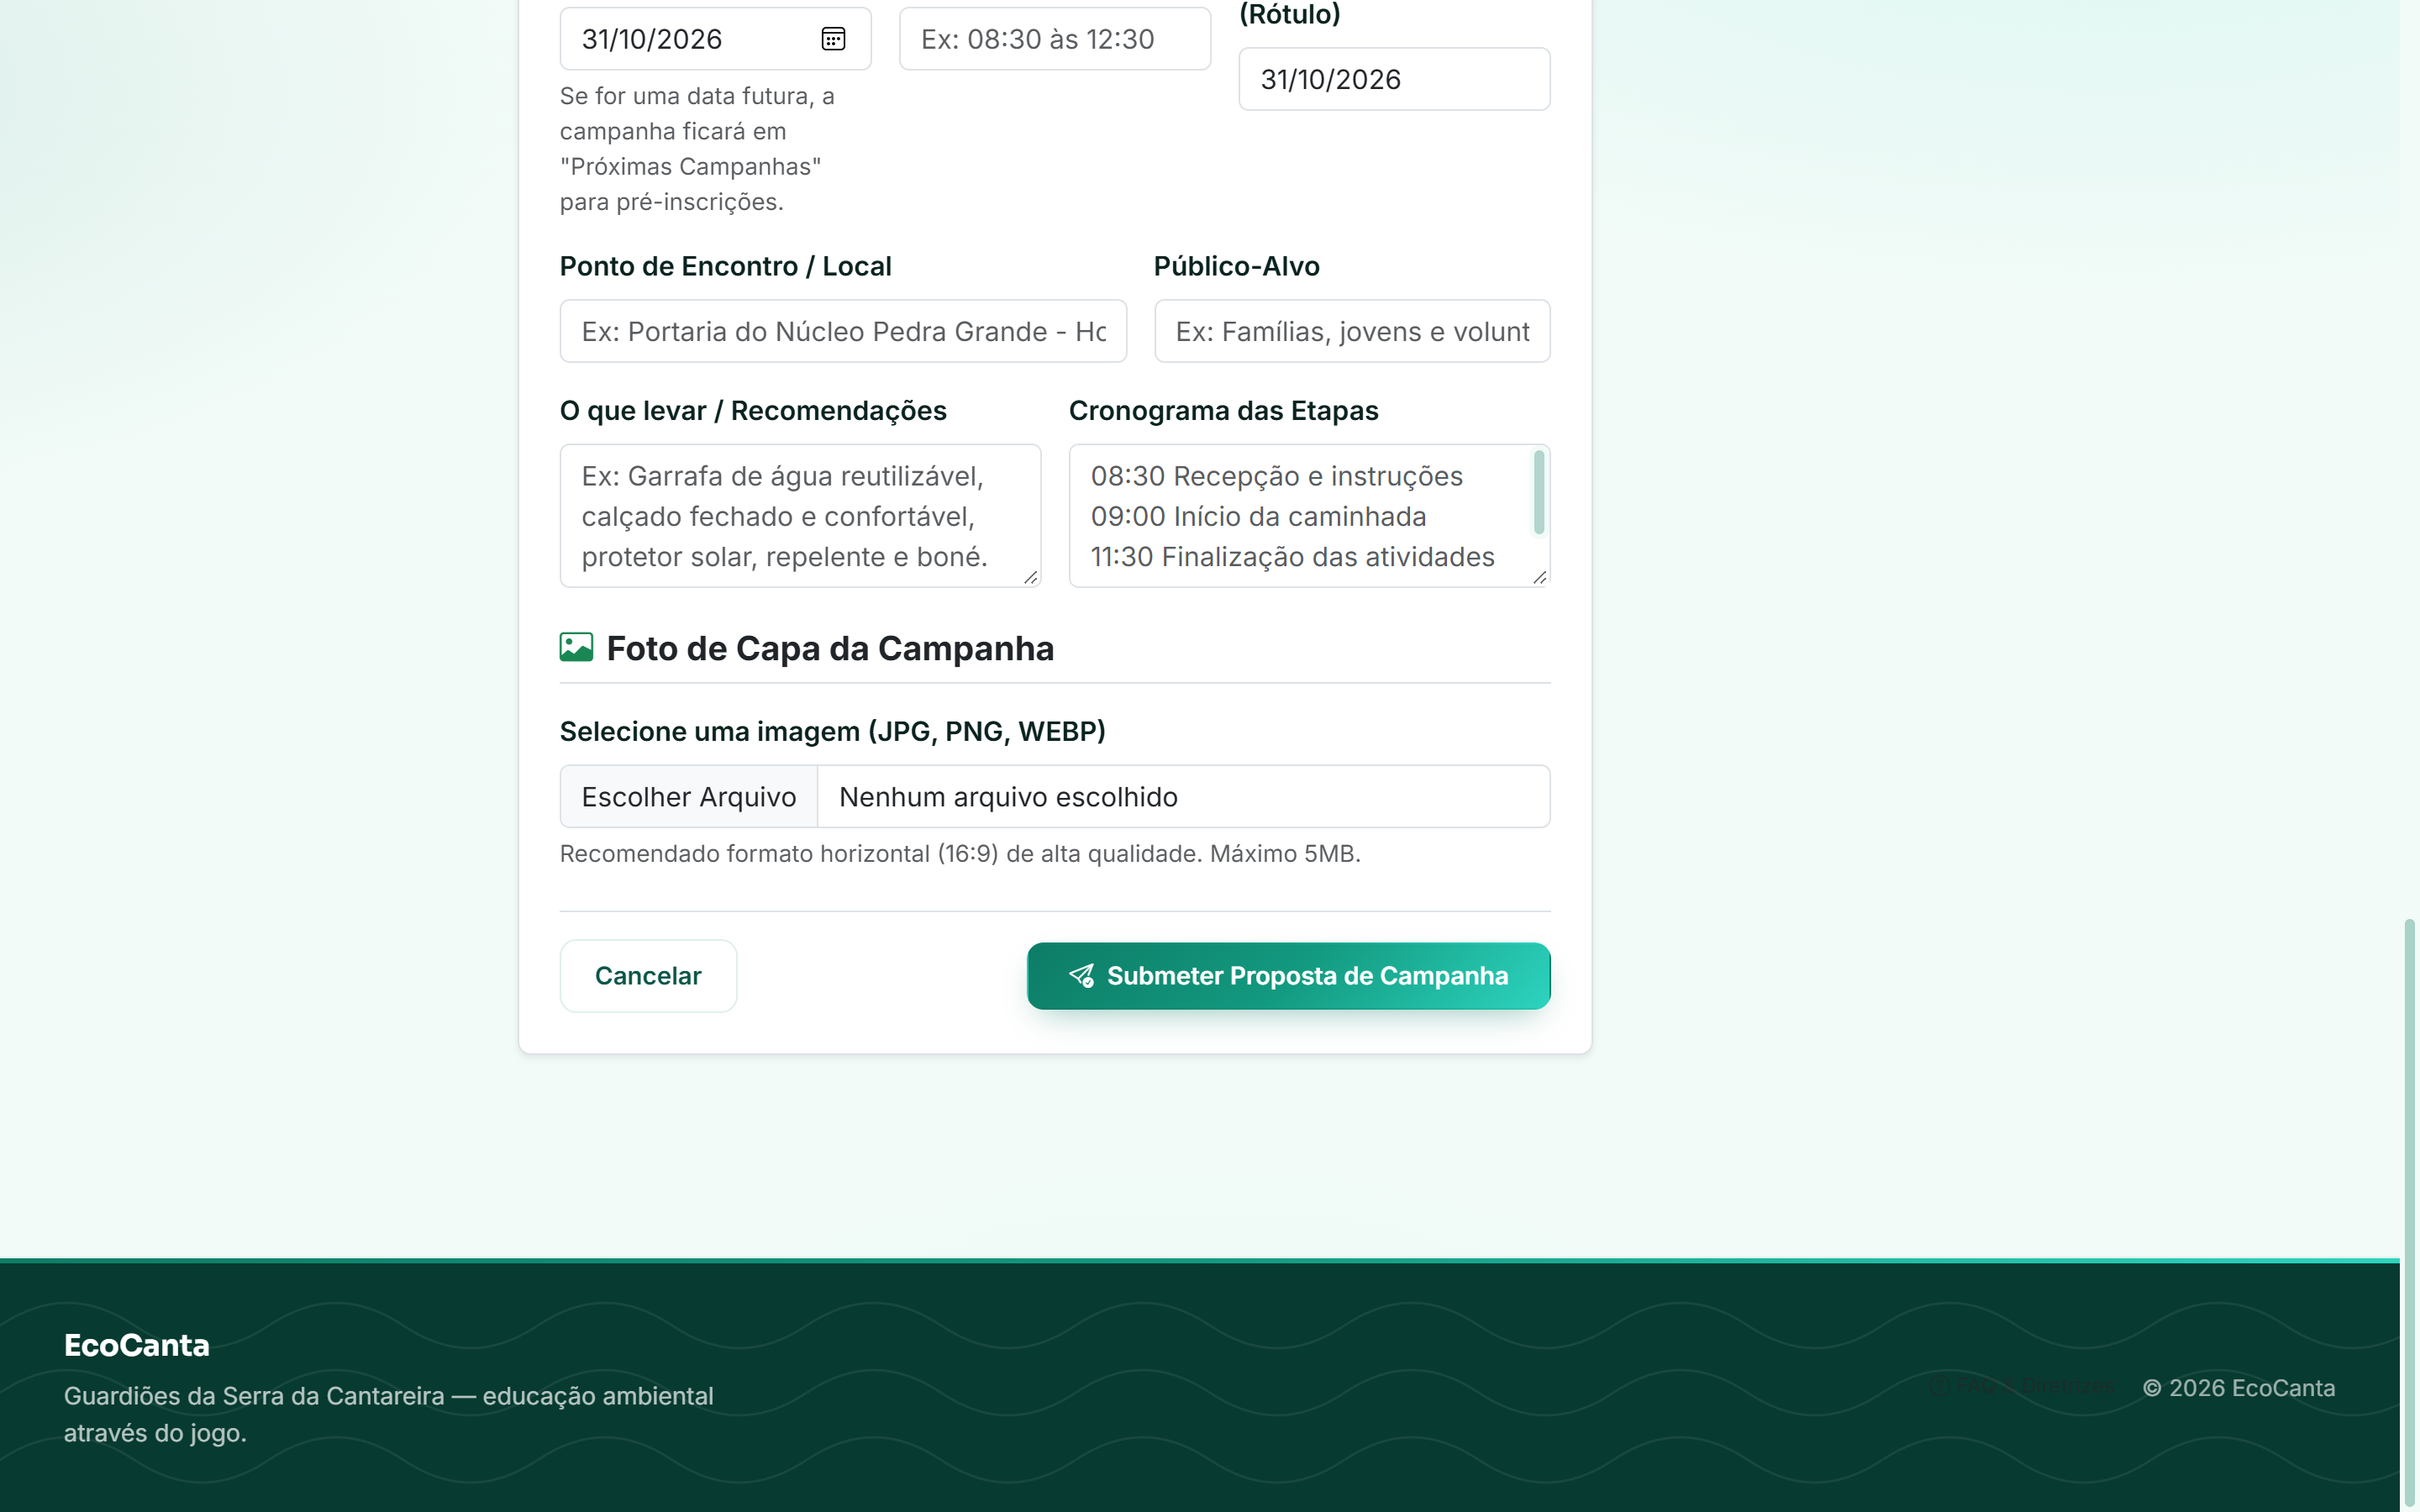 (Rótulo)
31/10/2026
Ex: 08:30 às 12:30
31/10/2026
Se for uma data futura, a
campanha ficará em
"Próximas Campanhas"
para pré-inscrições.
Ponto de Encontro / Local
Público-Alvo
Ex: Portaria do Núcleo Pedra Grande - Ho
Ex: Famílias, jovens e volunt
O que levar / Recomendações
Cronograma das Etapas
Ex: Garrafa de água reutilizável,
calçado fechado e confortável,
protetor solar, repelente e boné.
08:30 Recepção e instruções
09:00 Início da caminhada
11:30 Finalização das atividades
Foto de Capa da Campanha
Selecione uma imagem (JPG, PNG, WEBP)
Escolher Arquivo
Nenhum arquivo escolhido
Recomendado formato horizontal (16:9) de alta qualidade. Máximo 5MB.
Cancelar
Submeter Proposta de Campanha
EcoCanta
Guardiões da Serra da Cantareira — educação ambiental
através do jogo.
FAQ & Diretrizes
© 2026 EcoCanta